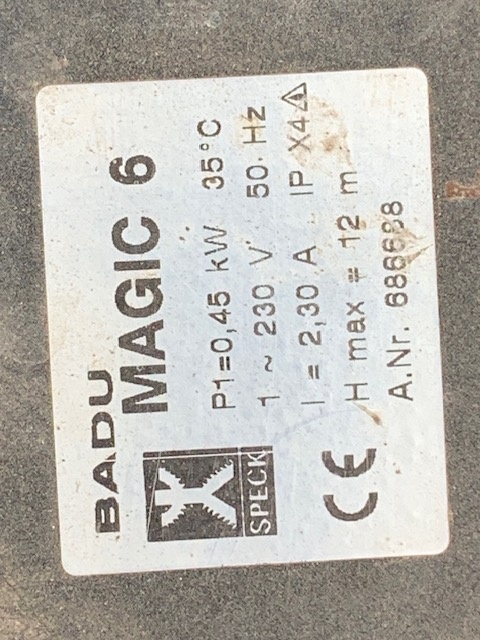 BADU
MAGIC 6
SPECK
P1=0,45 kW 35°C
1 ~ 230 V 50 Hz
I = 2,30 A IP X4
H max = 12 m
CE A.Nr. 686688